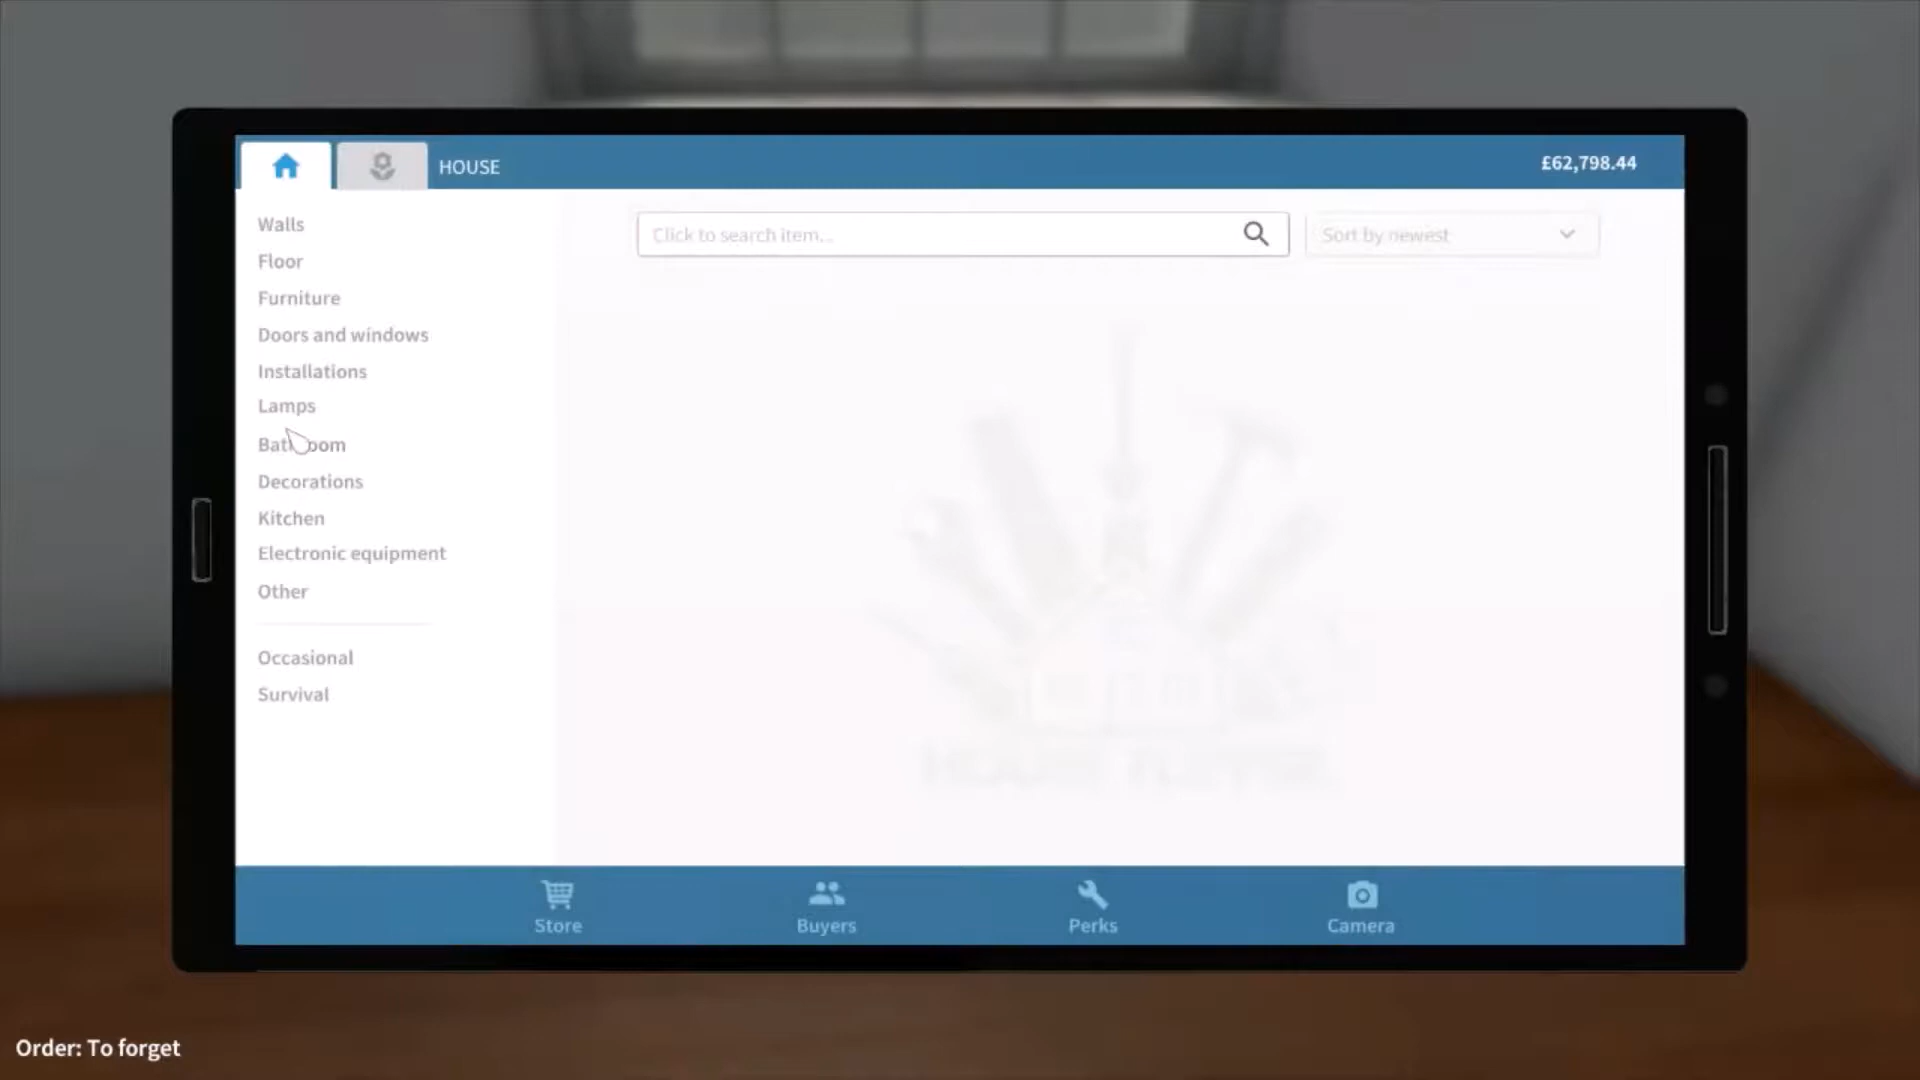 HOUSE
£62,798.44
Click to search item...
Sort by newest
Walls
Floor
Furniture
Doors and windows
Installations
Lamps
Bathroom
Decorations
Kitchen
Electronic equipment
Other
Occasional
Survival
Store
Buyers
Perks
Camera
Order: To forget